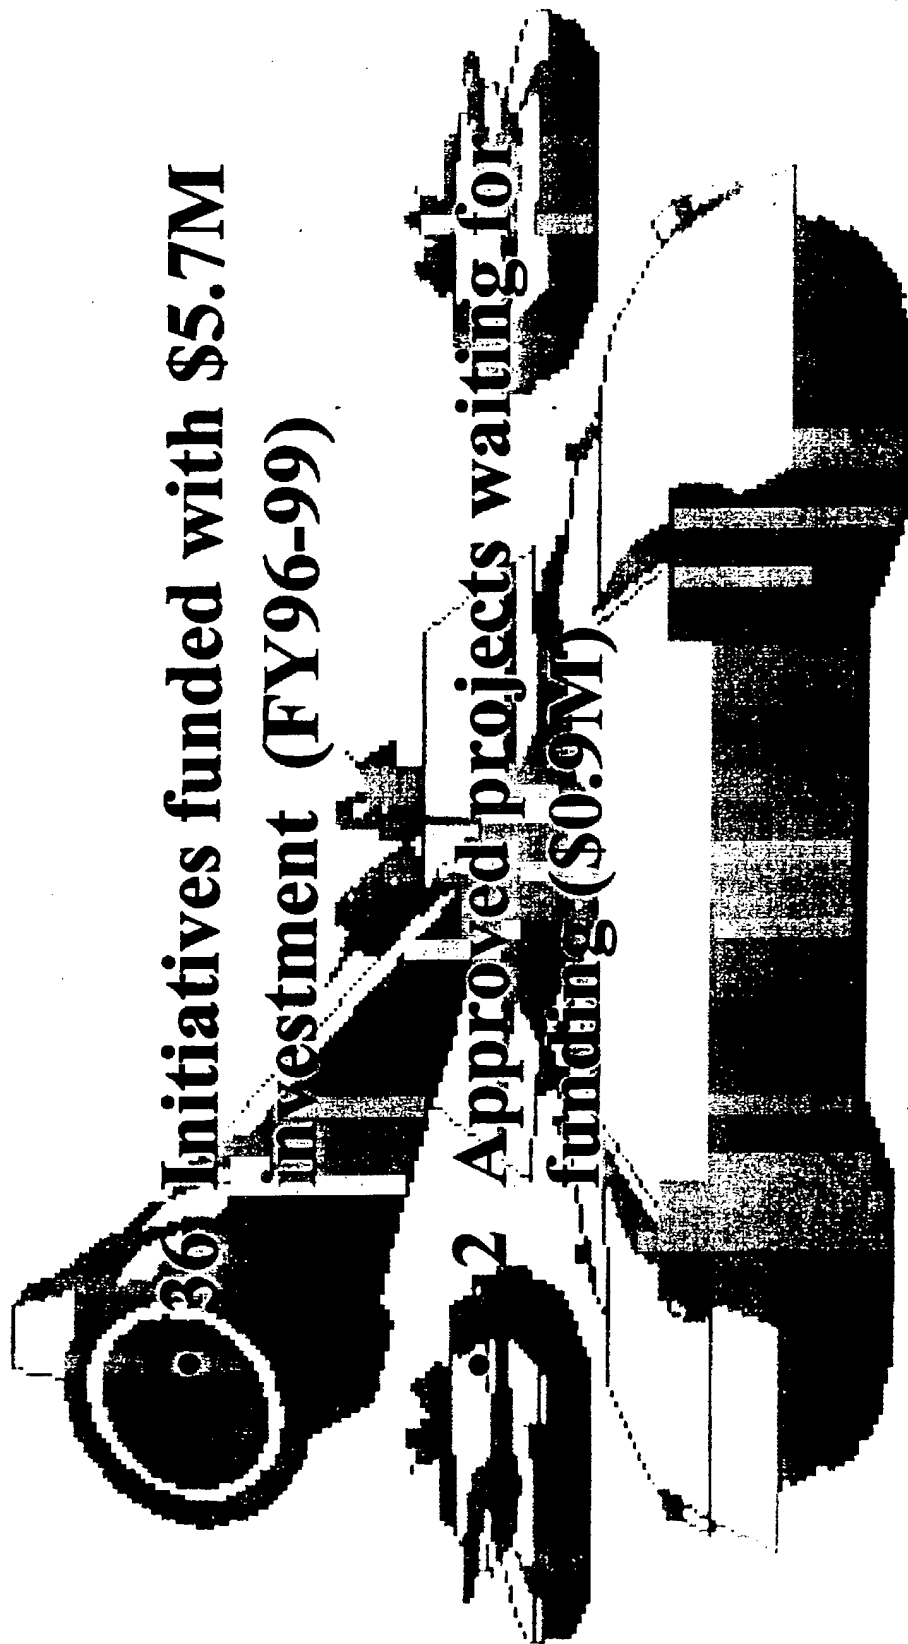 • 36 Initiatives funded with $5.7M
investment (FY96-99)
• 2 Approved projects waiting for
funding ($0.9M)